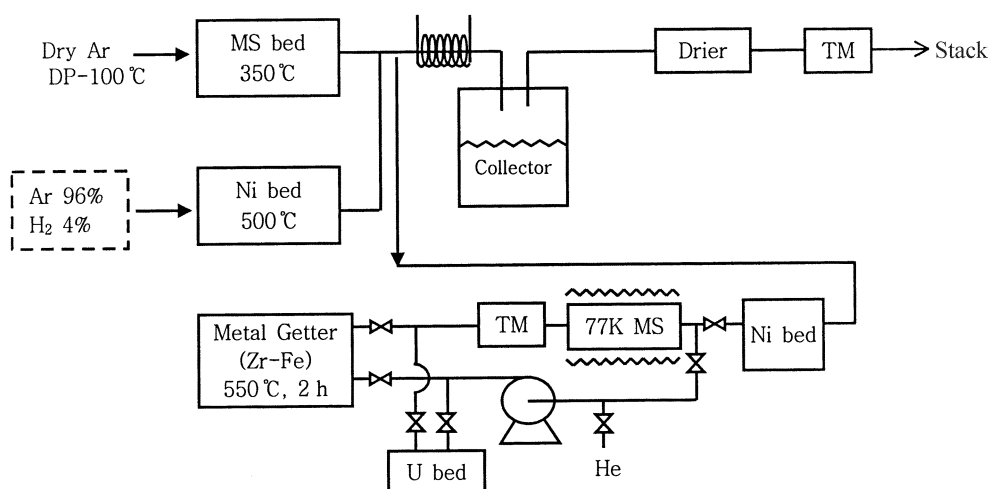 Dry Ar
DP-100℃
MS bed
350℃
Drier
TM
Stack
Collector
Ar 96%
H₂ 4%
Ni bed
500℃
Metal Getter
(Zr-Fe)
550℃, 2 h
TM
77K MS
Ni bed
He
U bed